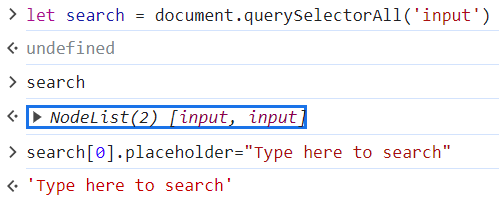 let search = document.querySelectorAll('input')
undefined
search
NodeList(2) [input, input]
search[0].placeholder="Type here to search"
'Type here to search'